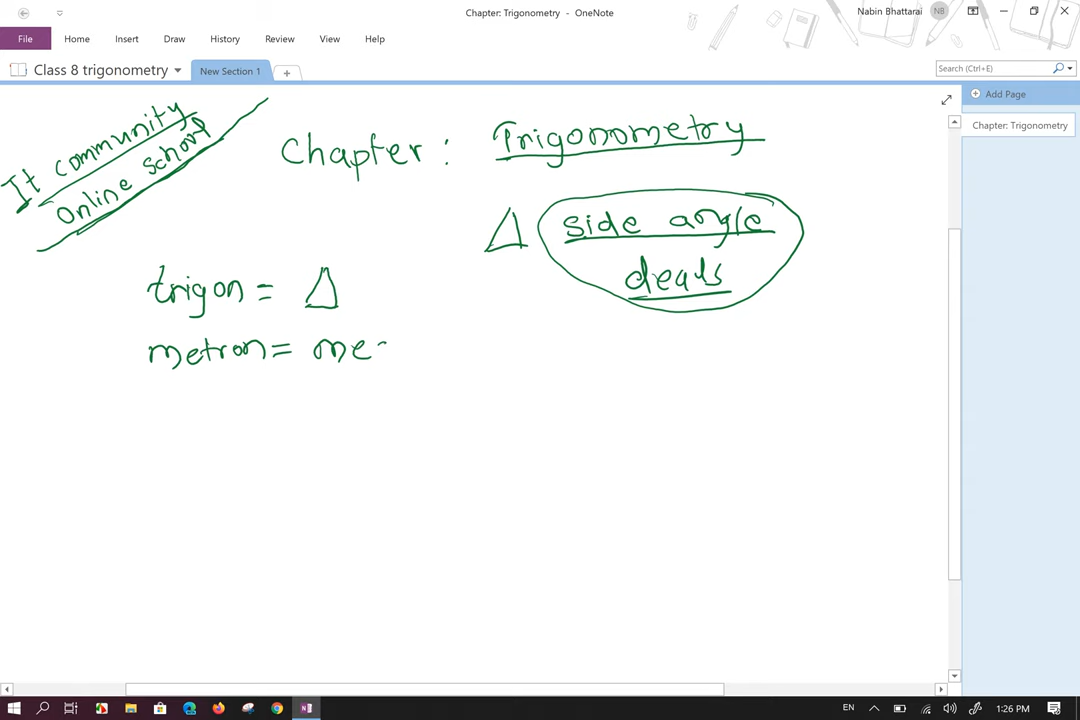 Chapter: Trigonometry - OneNote
Nabin Bhattarai NB
File Home Insert Draw History Review View Help
Class 8 trigonometry New Section 1 +
Search (Ctrl+E)
Add Page
Chapter: Trigonometry
It community
Online school
Chapter : Trigonometry
Δ side angle
deals
trigon = Δ
metron = me
EN 1:26 PM